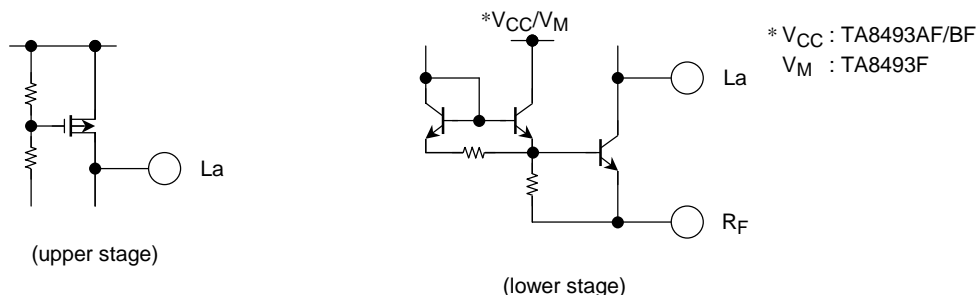 *VCC/VM
* VCC : TA8493AF/BF
VM : TA8493F
La
La
RF
(upper stage)
(lower stage)